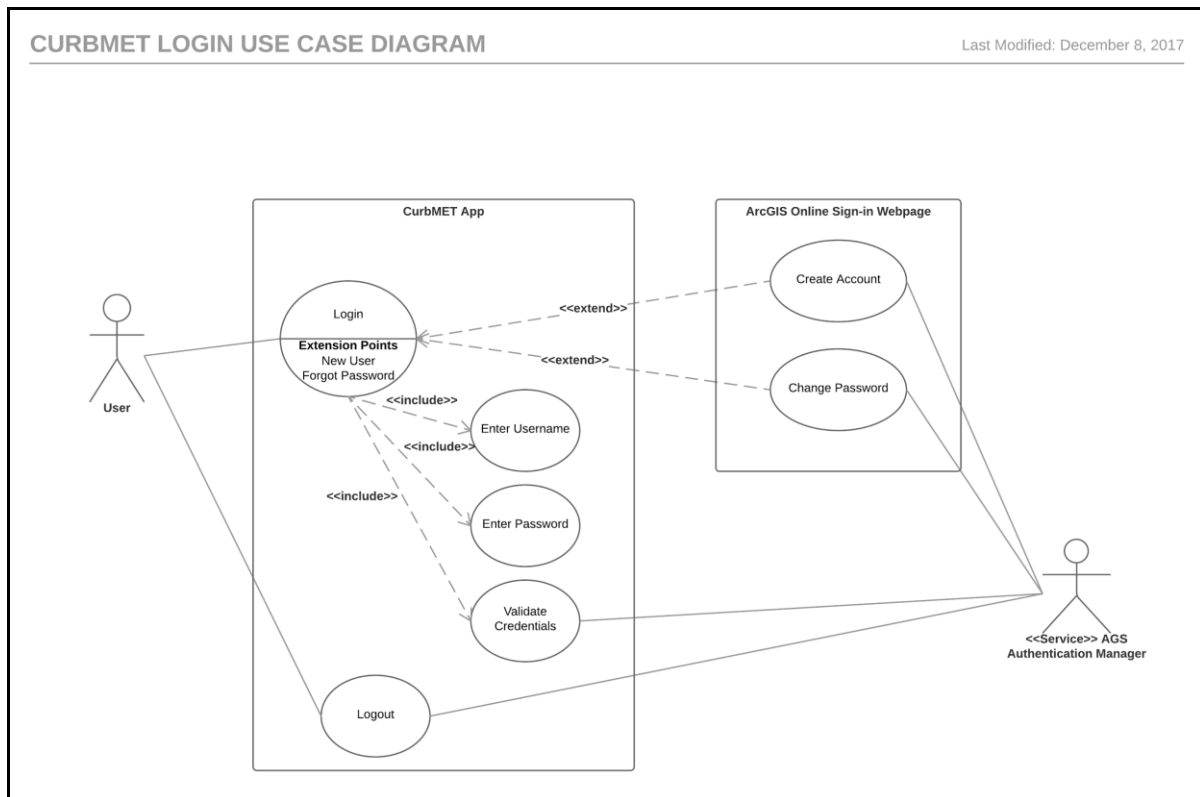 CURBMET LOGIN USE CASE DIAGRAM
Last Modified: December 8, 2017
CurbMET App
ArcGIS Online Sign-in Webpage
Create Account
<<extend>>
Login
Extension Points
New User
Forgot Password
<<extend>>
Change Password
User
<<include>>
Enter Username
<<include>>
<<include>>
Enter Password
Validate
Credentials
<<Service>> AGS
Authentication Manager
Logout